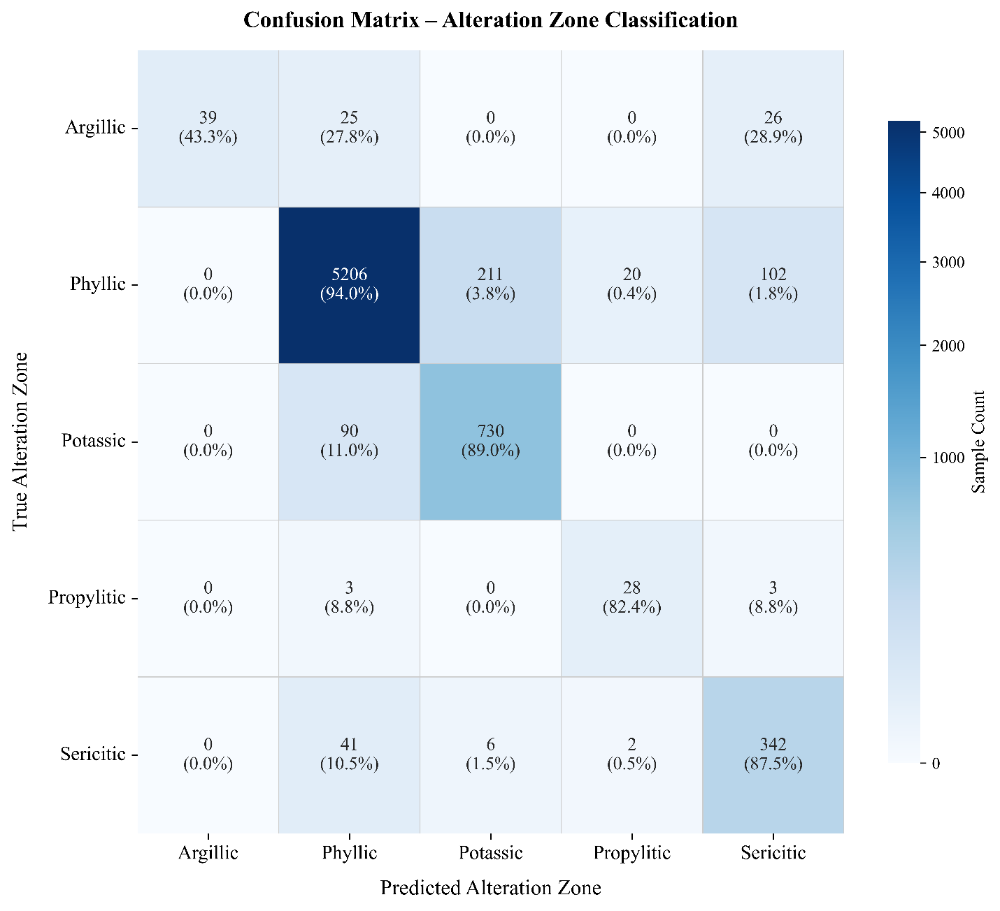 Confusion Matrix – Alteration Zone Classification
True Alteration Zone
Argillic
39 25 0 0 26
(43.3%) (27.8%) (0.0%) (0.0%) (28.9%)
Phyllic
0 5206 211 20 102
(0.0%) (94.0%) (3.8%) (0.4%) (1.8%)
Potassic
0 90 730 0 0
(0.0%) (11.0%) (89.0%) (0.0%) (0.0%)
Propylitic
0 3 0 28 3
(0.0%) (8.8%) (0.0%) (82.4%) (8.8%)
Sericitic
0 41 6 2 342
(0.0%) (10.5%) (1.5%) (0.5%) (87.5%)
Argillic Phyllic Potassic Propylitic Sericitic
Predicted Alteration Zone
5000
4000
3000
2000
1000
0
Sample Count